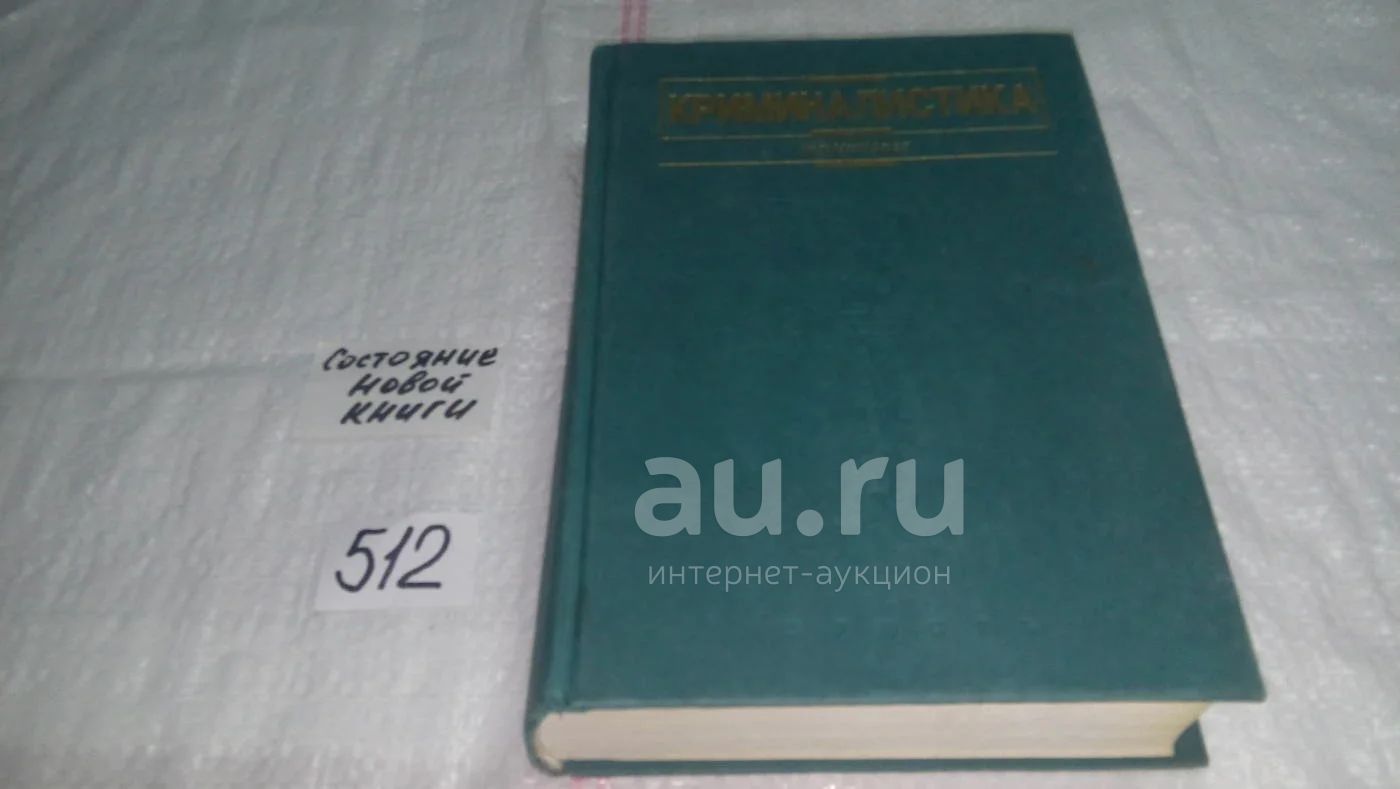 КРИМИНАЛИСТИКА
Состояние
новой
книги
512
au.ru
интернет-аукцион